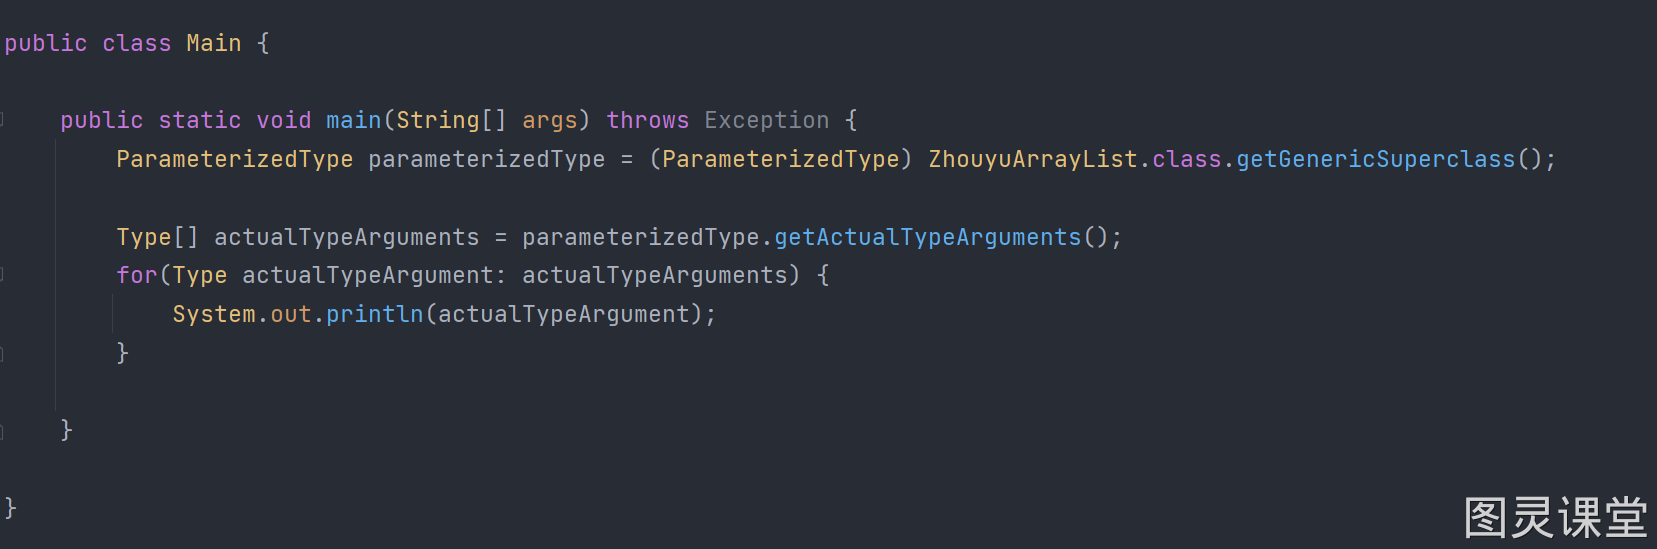 public class Main {
public static void main(String[] args) throws Exception {
ParameterizedType parameterizedType = (ParameterizedType) ZhouyuArrayList.class.getGenericSuperclass();
Type[] actualTypeArguments = parameterizedType.getActualTypeArguments();
for(Type actualTypeArgument: actualTypeArguments) {
System.out.println(actualTypeArgument);
}
}
}
图灵课堂